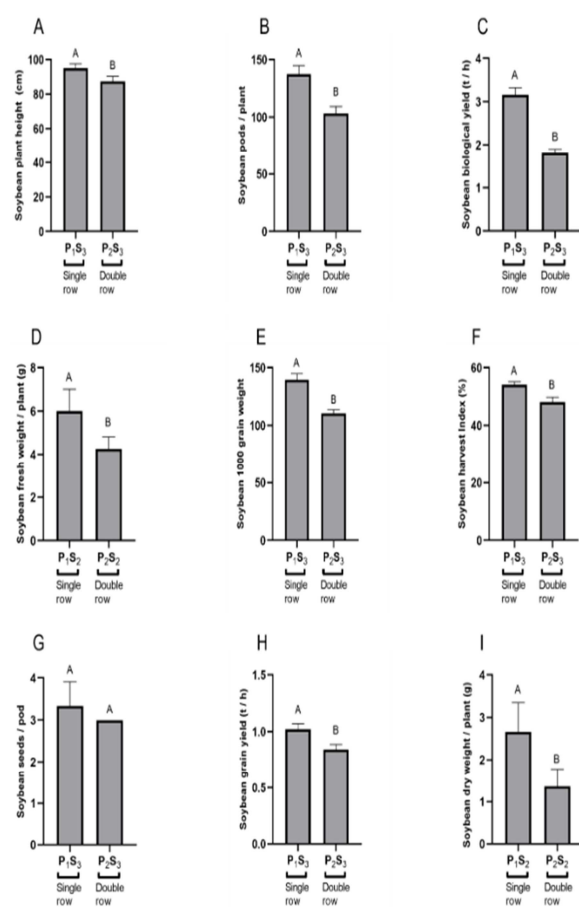 A
Soybean plant height (cm)
100
80
60
40
20
0
A
B
P₁S₃
P₂S₃
Single row
Double row
B
Soybean pods / plant
150
100
50
0
A
B
P₁S₃
P₂S₃
Single row
Double row
C
Soybean biological yield (t / h)
4
3
2
1
0
A
B
P₁S₃
P₂S₃
Single row
Double row
D
Soybean fresh weight / plant (g)
8
6
4
2
0
A
B
P₁S₂
P₂S₂
Single row
Double row
E
Soybean 1000 grain weight
150
100
50
0
A
B
P₁S₃
P₂S₃
Single row
Double row
F
Soybean harvest Index (%)
60
40
20
0
A
B
P₁S₃
P₂S₃
Single row
Double row
G
Soybean seeds / pod
4
3
2
1
0
A
A
P₁S₃
P₂S₃
Single row
Double row
H
Soybean grain yield (t / h)
1.5
1.0
0.5
0.0
A
B
P₁S₃
P₂S₃
Single row
Double row
I
Soybean dry weight / plant (g)
4
3
2
1
0
A
B
P₁S₂
P₂S₂
Single row
Double row